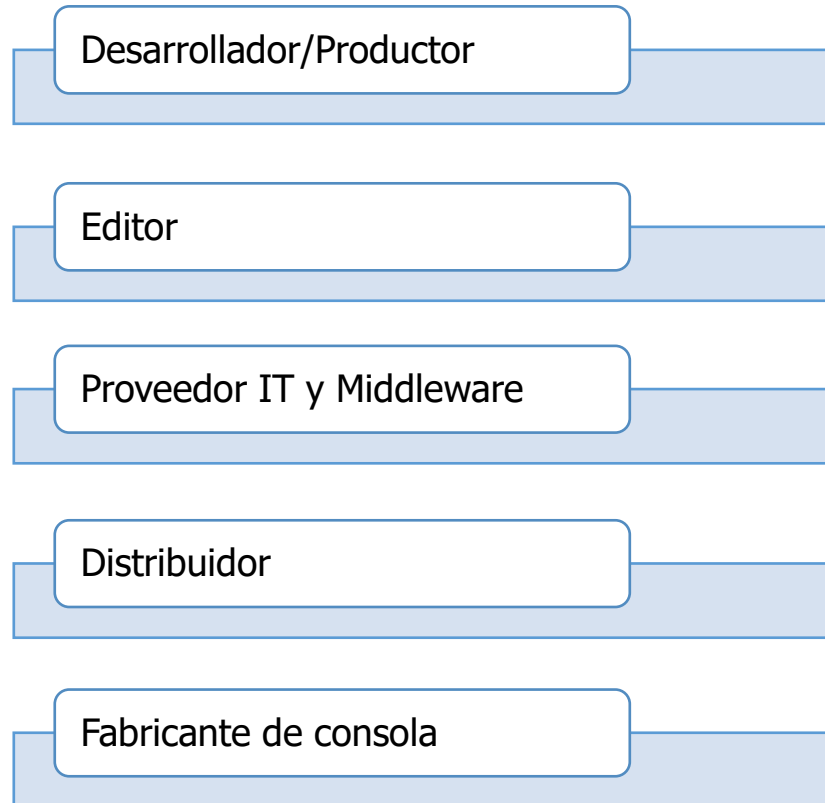 Desarrollador/Productor
Editor
Proveedor IT y Middleware
Distribuidor
Fabricante de consola